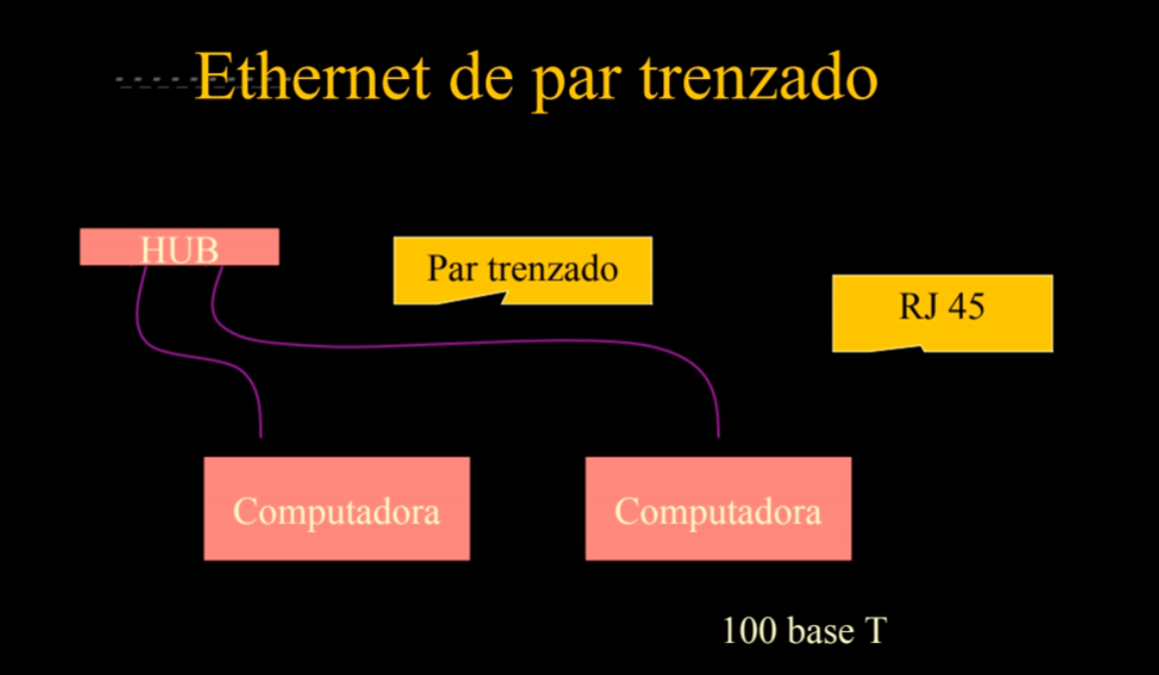 Ethernet de par trenzado
HUB
Par trenzado
RJ 45
Computadora
Computadora
100 base T